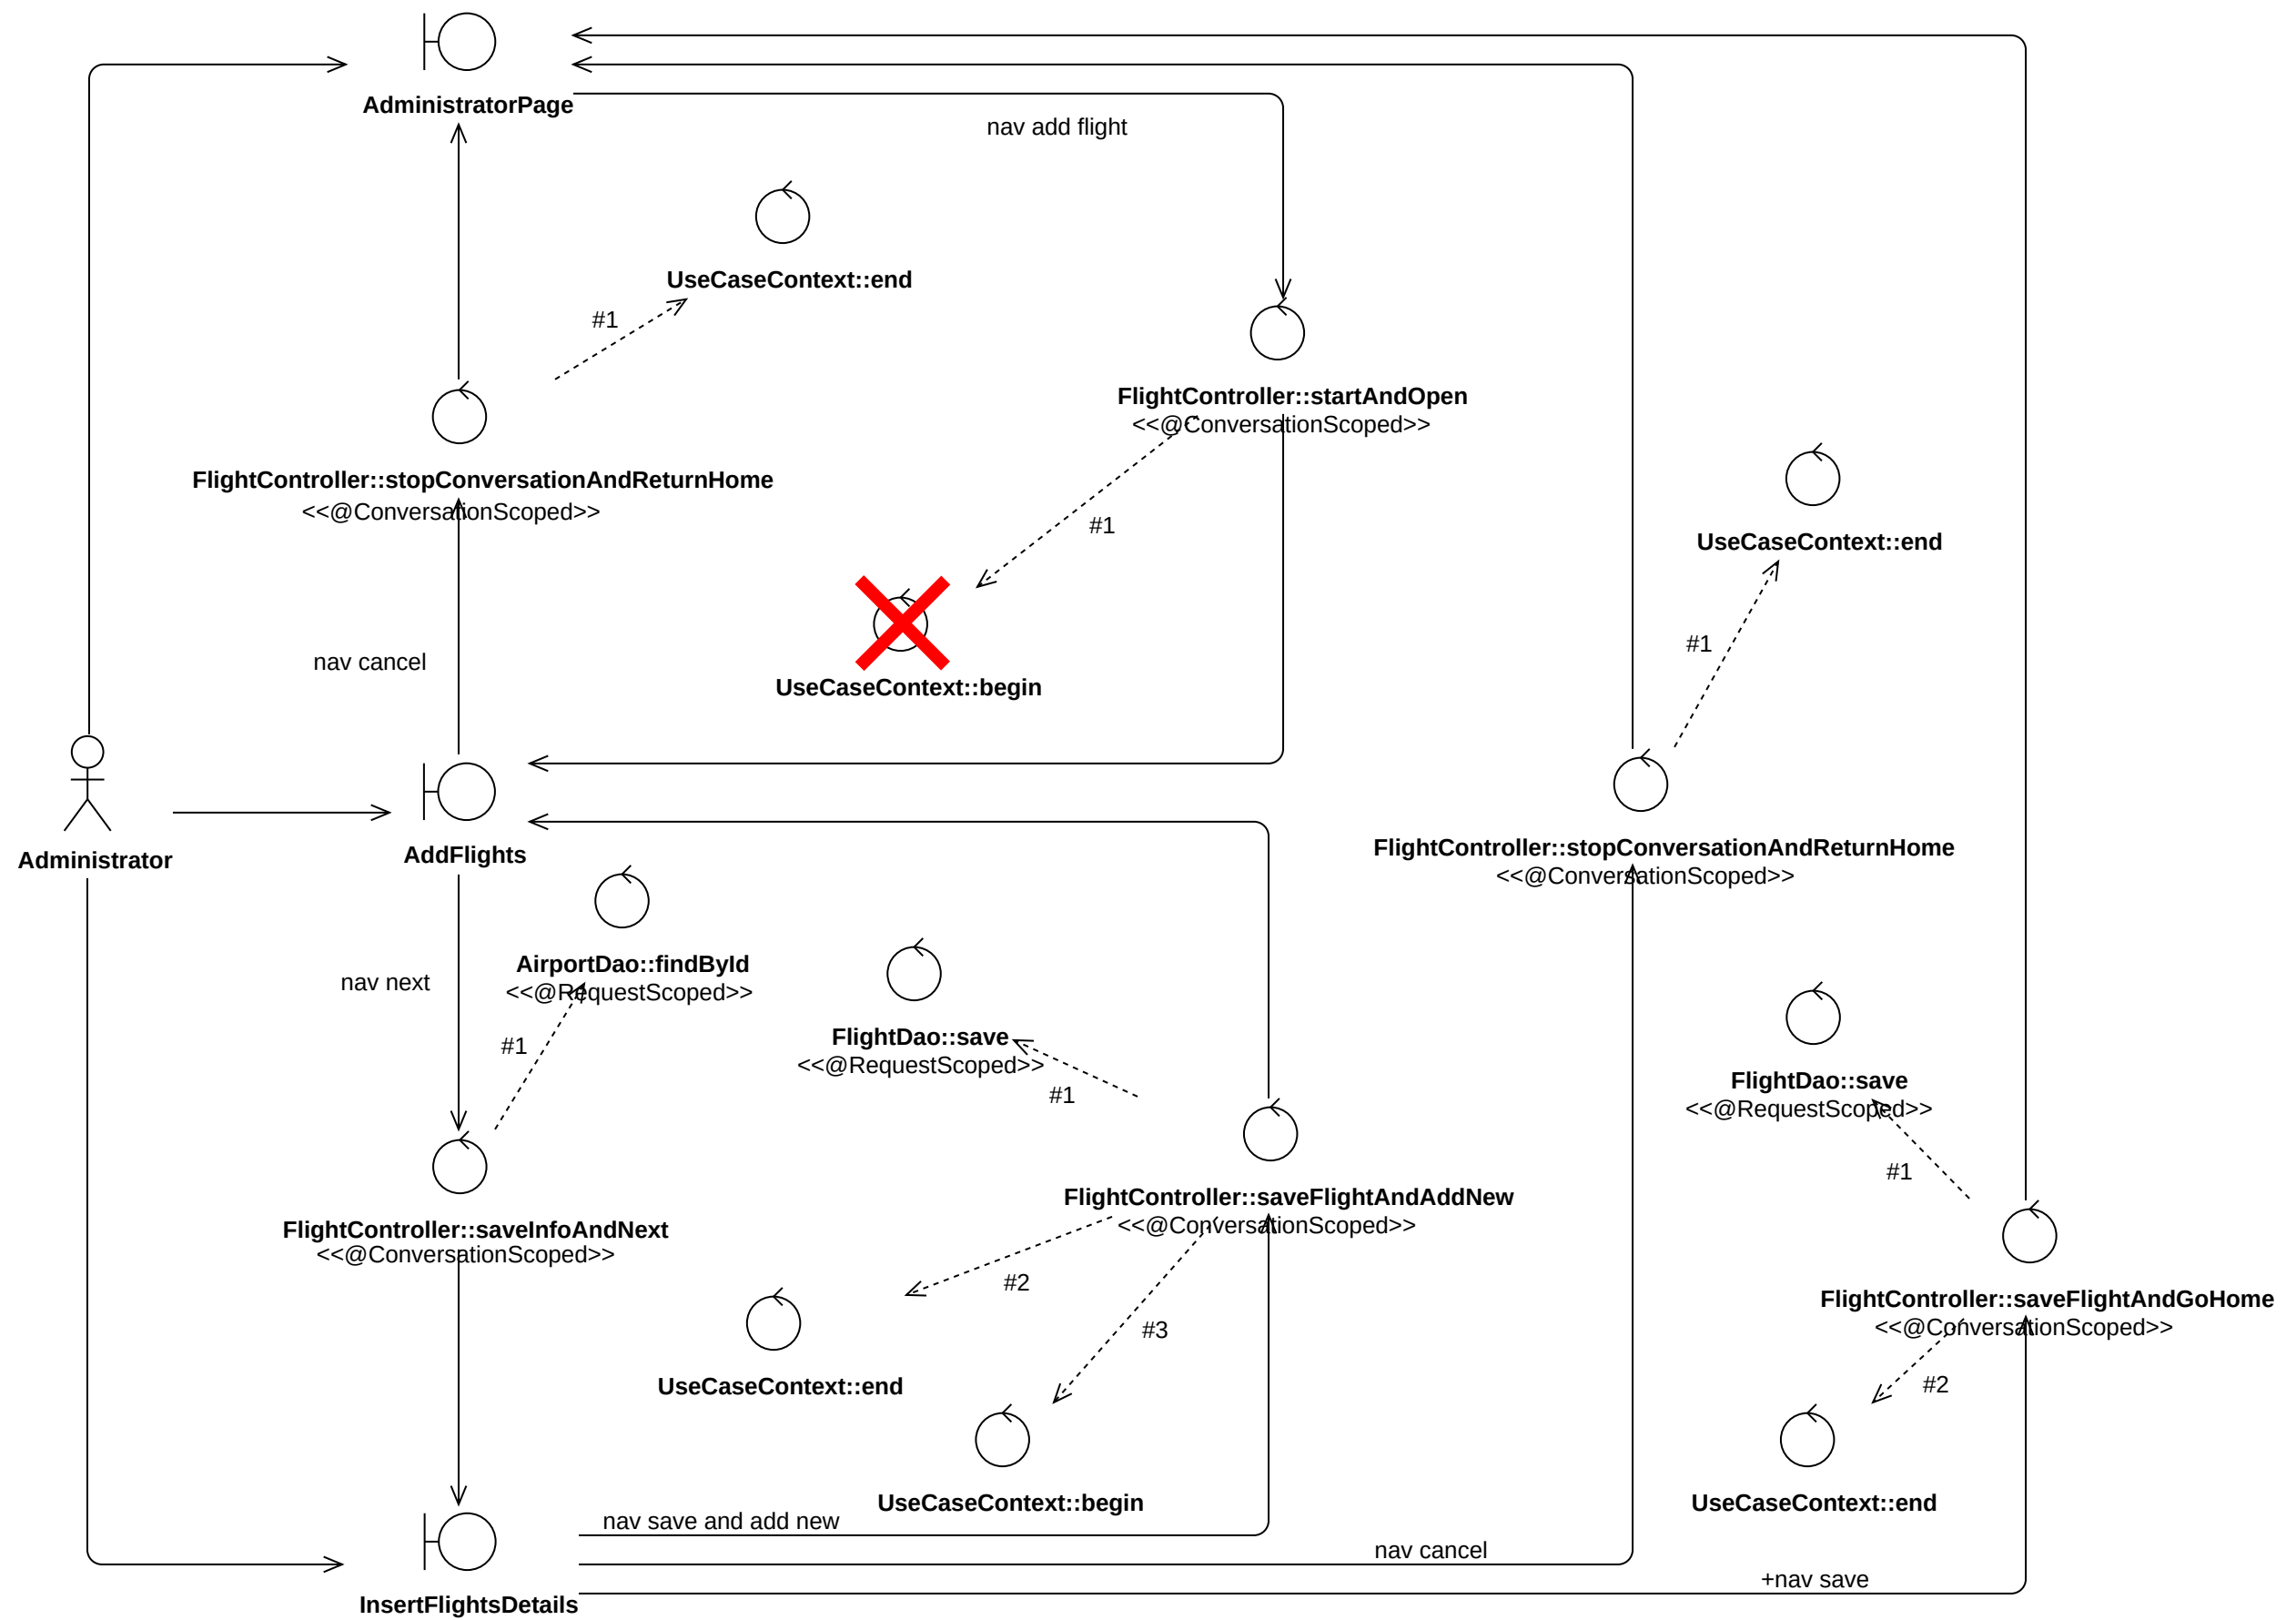 AdministratorPage
nav add flight
UseCaseContext::end
#1
FlightController::startAndOpen
<<@ConversationScoped>>
FlightController::stopConversationAndReturnHome
<<@ConversationScoped>>
#1
UseCaseContext::end
#1
nav cancel
UseCaseContext::begin
Administrator
AddFlights
FlightController::stopConversationAndReturnHome
<<@ConversationScoped>>
AirportDao::findById
<<@RequestScoped>>
nav next
#1
FlightDao::save
<<@RequestScoped>>
#1
FlightDao::save
<<@RequestScoped>>
#1
FlightController::saveFlightAndAddNew
<<@ConversationScoped>>
FlightController::saveInfoAndNext
<<@ConversationScoped>>
#2
#3
FlightController::saveFlightAndGoHome
<<@ConversationScoped>>
#2
UseCaseContext::end
UseCaseContext::begin
UseCaseContext::end
nav save and add new
nav cancel
+nav save
InsertFlightsDetails